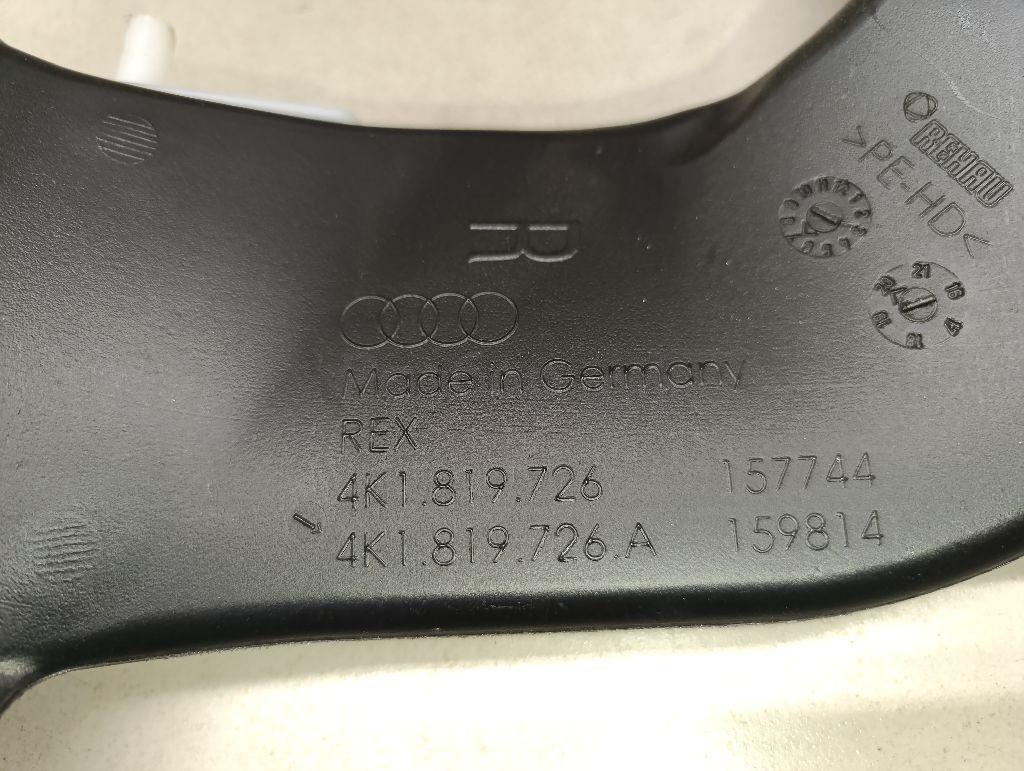 REHAU
>PE-HD<
R
Made in Germany
REX
4K1.819.726 157744
4K1.819.726.A 159814